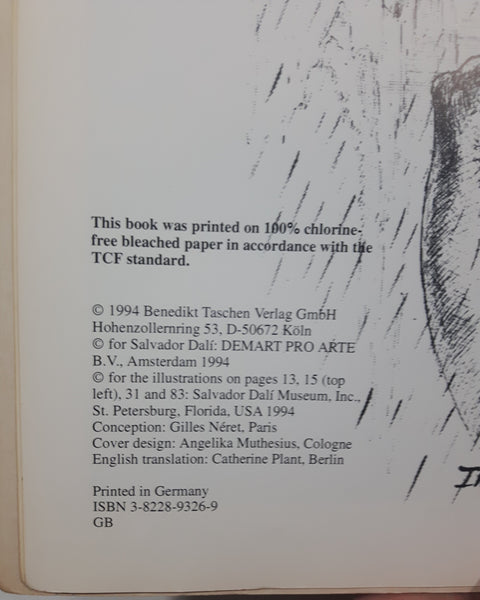 This book was printed on 100% chlorine-
free bleached paper in accordance with the
TCF standard.
© 1994 Benedikt Taschen Verlag GmbH
Hohenzollernring 53, D-50672 Köln
© for Salvador Dalí: DEMART PRO ARTE
B.V., Amsterdam 1994
© for the illustrations on pages 13, 15 (top
left), 31 and 83: Salvador Dalí Museum, Inc.,
St. Petersburg, Florida, USA 1994
Conception: Gilles Néret, Paris
Cover design: Angelika Muthesius, Cologne
English translation: Catherine Plant, Berlin
Printed in Germany
ISBN 3-8228-9326-9
GB